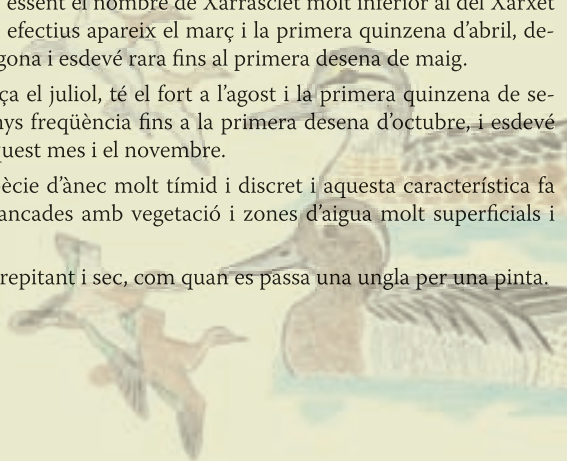 essent el nombre de Xarrasclet molt inferior al del Xarxet
efectius apareix el març i la primera quinzena d’abril, de-
gona i esdevé rara fins al primera desena de maig.
ça el juliol, té el fort a l’agost i la primera quinzena de se-
nys freqüència fins a la primera desena d’octubre, i esdevé
uest mes i el novembre.
ècie d’ànec molt tímid i discret i aquesta característica fa
ancades amb vegetació i zones d’aigua molt superficials i
repitant i sec, com quan es passa una ungla per una pinta.